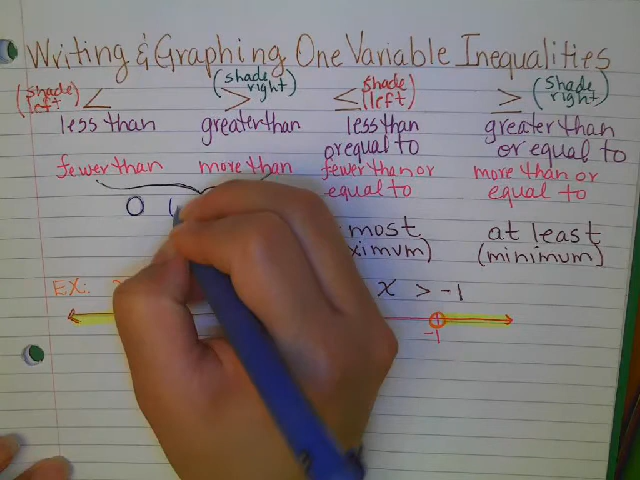 Writing & Graphing One Variable Inequalities
(shade left) < (shade right) > ≤ (shade left) > (shade right)
less than greater than less than or equal to greater than or equal to
fewer than more than fewer than or equal to more than or equal to
0
most at least
(minimum)
EX: x > -1
-1